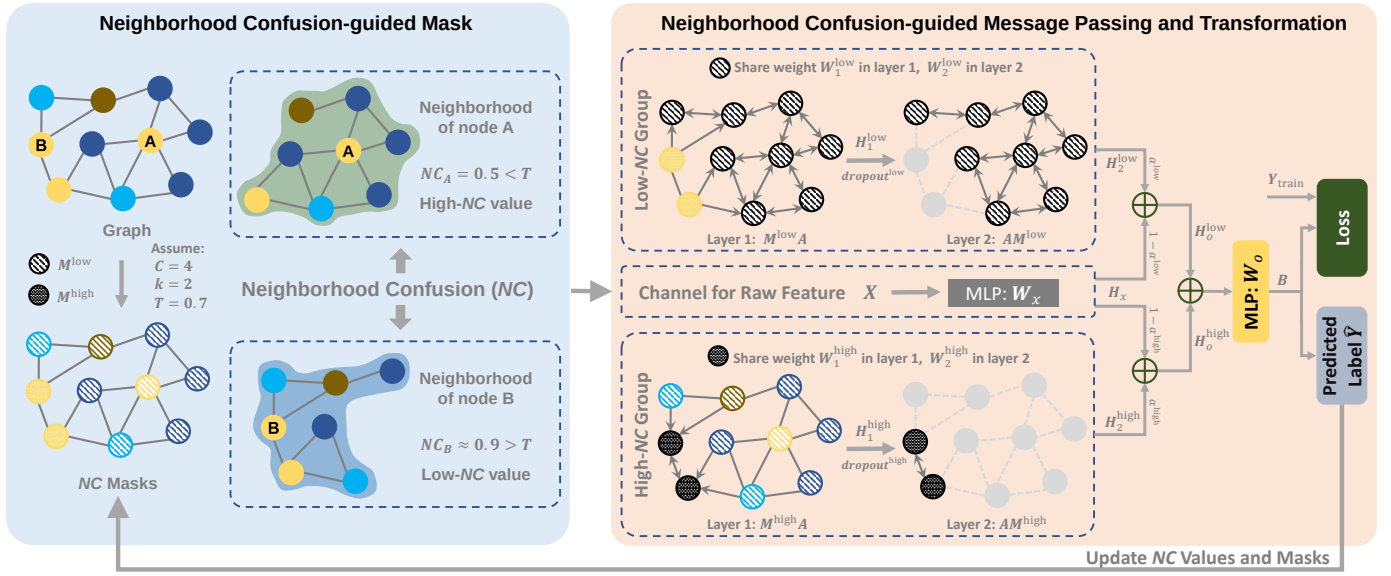 Neighborhood Confusion-guided Mask
B
A
Graph
M^low
M^high
Assume:
C = 4
k = 2
T = 0.7
NC Masks
A
Neighborhood
of node A
NC_A = 0.5 < T
High-NC value
Neighborhood Confusion (NC)
B
Neighborhood
of node B
NC_B ≈ 0.9 > T
Low-NC value
Neighborhood Confusion-guided Message Passing and Transformation
Low-NC Group
Share weight W_1^low in layer 1, W_2^low in layer 2
H_1^low
dropout^low
Layer 1: M^low A
Layer 2: AM^low
Channel for Raw Feature X
MLP: W_x
High-NC Group
Share weight W_1^high in layer 1, W_2^high in layer 2
H_1^high
dropout^high
Layer 1: M^high A
Layer 2: AM^high
H_2^low
α^low
1 − α^low
H_x
1 − α^high
H_2^high
α^high
H_o^low
H_o^high
MLP: W_o
B
Y_train
Loss
Predicted
Label Ŷ
Update NC Values and Masks